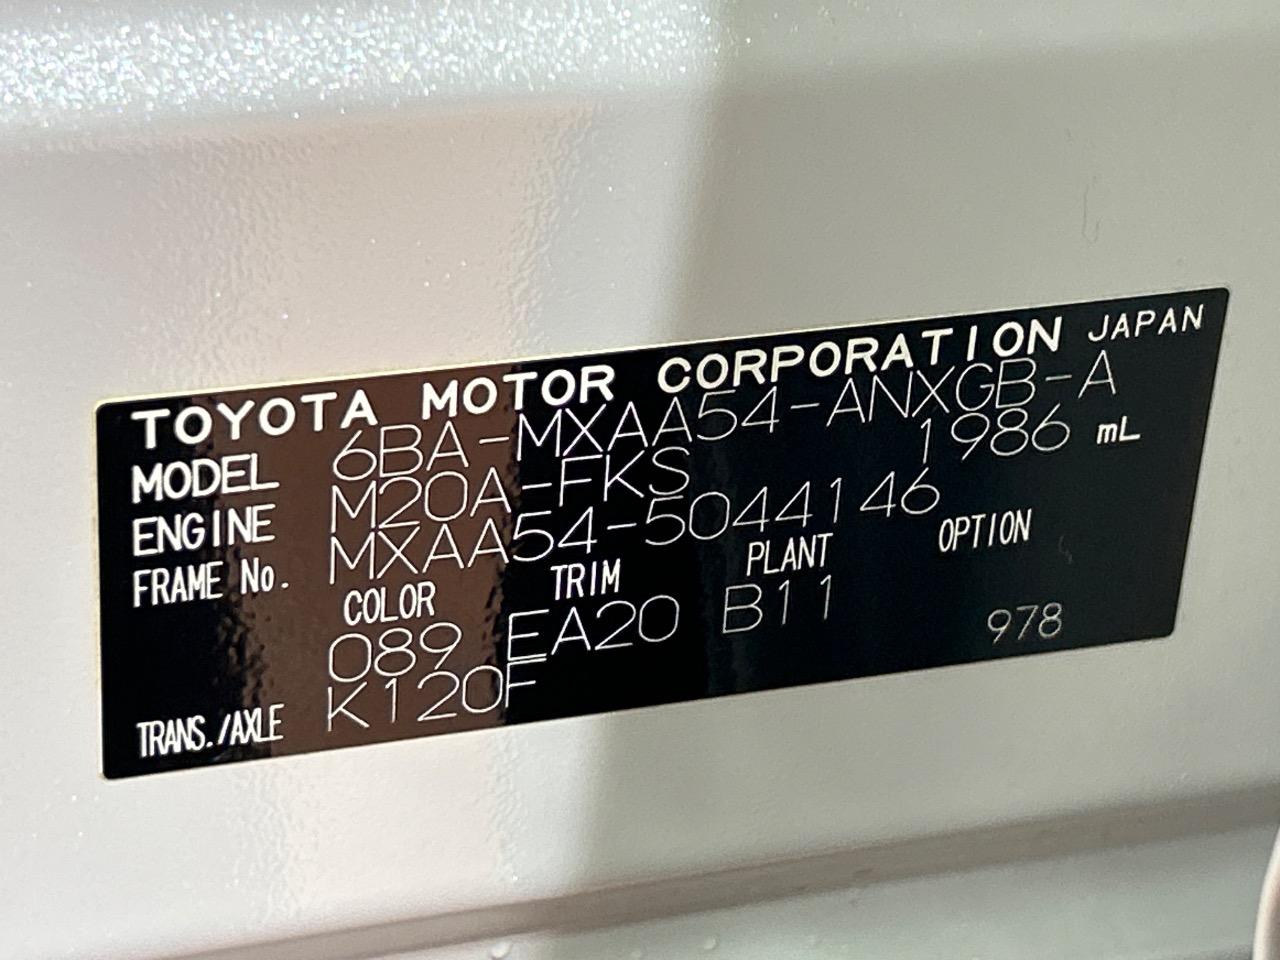 TOYOTA MOTOR CORPORATION JAPAN
MODEL 6BA-MXAA54-ANXGB-A
ENGINE M20A-FKS 1986 mL
FRAME No. MXAA54-5044146
COLOR TRIM PLANT OPTION
089 EA20 B11 978
TRANS./AXLE K120F